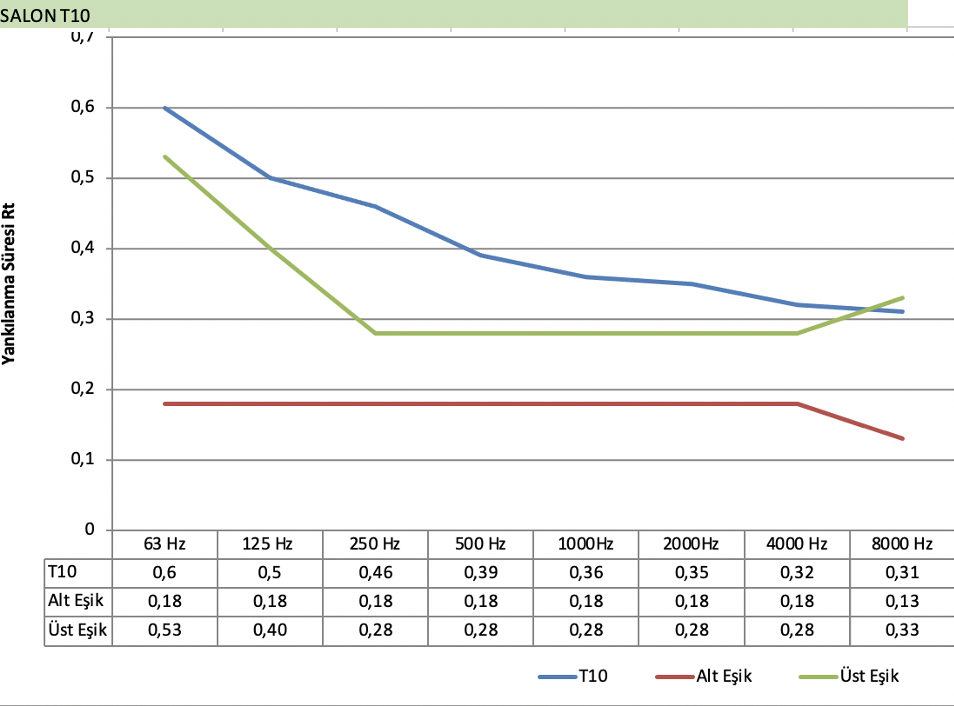 SALON T10
0,7
0,6
0,5
0,4
0,3
0,2
0,1
0
Yankılanma Süresi Rt
63 Hz 125 Hz 250 Hz 500 Hz 1000Hz 2000Hz 4000 Hz 8000 Hz
T10 0,6 0,5 0,46 0,39 0,36 0,35 0,32 0,31
Alt Eşik 0,18 0,18 0,18 0,18 0,18 0,18 0,18 0,13
Üst Eşik 0,53 0,40 0,28 0,28 0,28 0,28 0,28 0,33
T10 Alt Eşik Üst Eşik